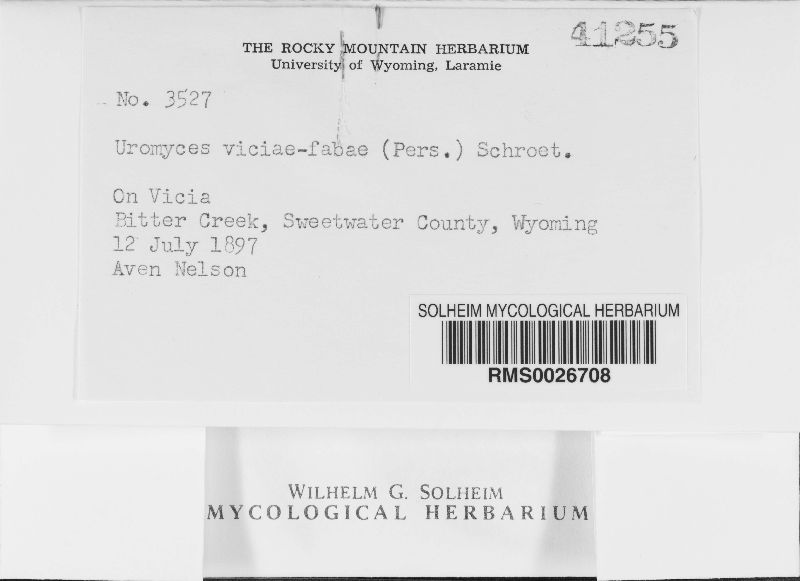 41255
THE ROCKY MOUNTAIN HERBARIUM
University of Wyoming, Laramie
No. 3527
Uromyces viciae-fabae (Pers.) Schroet.
On Vicia
Bitter Creek, Sweetwater County, Wyoming
12 July 1897
Aven Nelson
SOLHEIM MYCOLOGICAL HERBARIUM
RMS0026708
WILHELM G. SOLHEIM
MYCOLOGICAL HERBARIUM